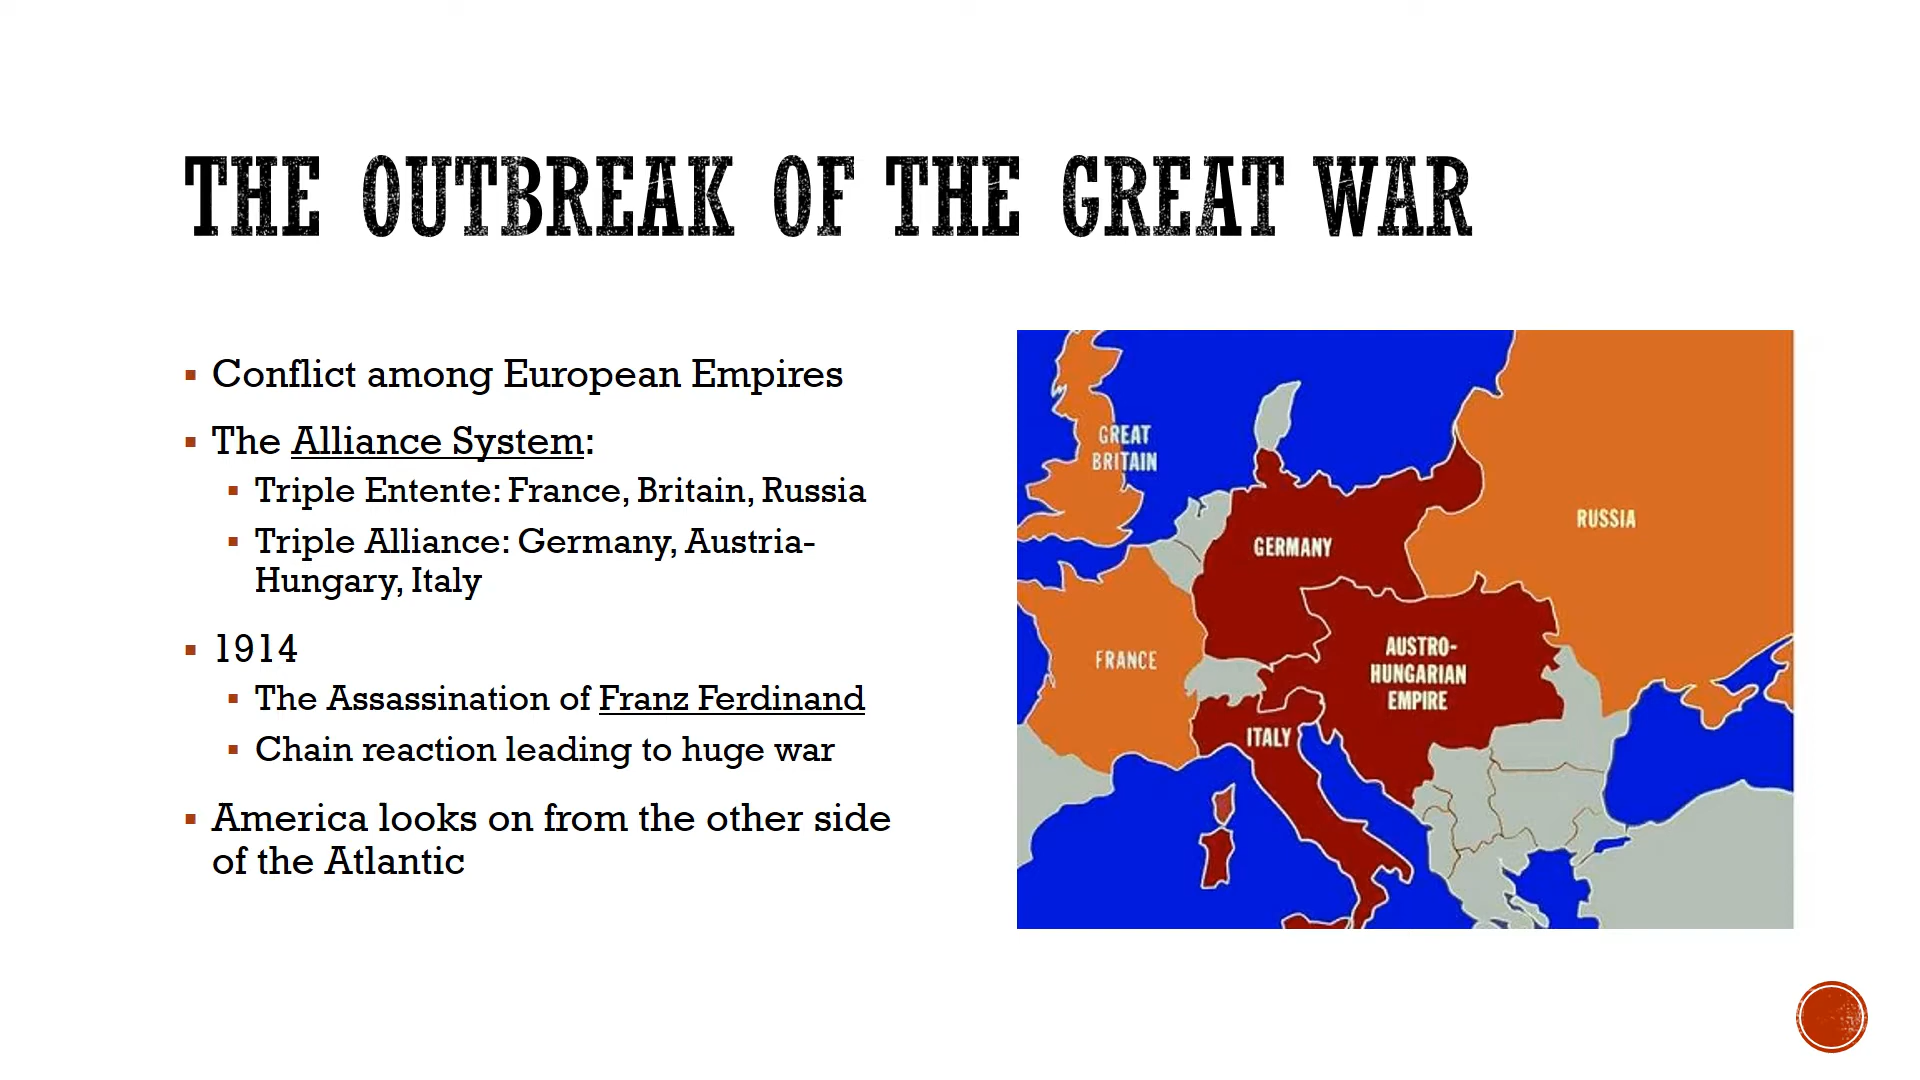 THE OUTBREAK OF THE GREAT WAR
Conflict among European Empires
The Alliance System:
Triple Entente: France, Britain, Russia
Triple Alliance: Germany, Austria-
Hungary, Italy
1914
The Assassination of Franz Ferdinand
Chain reaction leading to huge war
America looks on from the other side
of the Atlantic
GREAT
BRITAIN
RUSSIA
GERMANY
FRANCE
AUSTRO-
HUNGARIAN
EMPIRE
ITALY